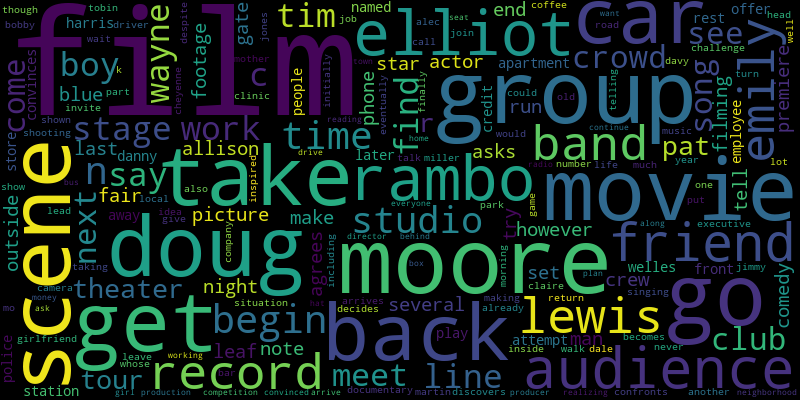 though tobin job named end coffee want car
bobby harris driver tim elliot alec seat
come film wayne gate call join offer head
convinces boy footage c star actor crowd see rest well
blue k people phone apartment road challenge
part despite mother town song emily premiere
invite jones wait cheyenne clinic initially find group davy turn
store shooting shown stage work time eventually finally credit run could old telling filming
last danny allison reading r band would pat employee
scene n say take inspired home asks music continue
show fair also drive talk miller later rambo number life much year lot
outside next lead local idea give everyone park game movie one put tell
bus away picture make studio try however friend executive
doug company agrees director behind moore along
theater night including box morning set welles front jimmy comedy
camera taking situation hat plan crew singing
mo money get begin arrives decides several claire making return lewis go
ask girlfriend leaf note back play already attempt man becomes club
police leave working bar meet line inside walk dale never
station tour whose record documentary martin discovers confronts audience
girl production competition convinced arrive producer realizing another neighborhood